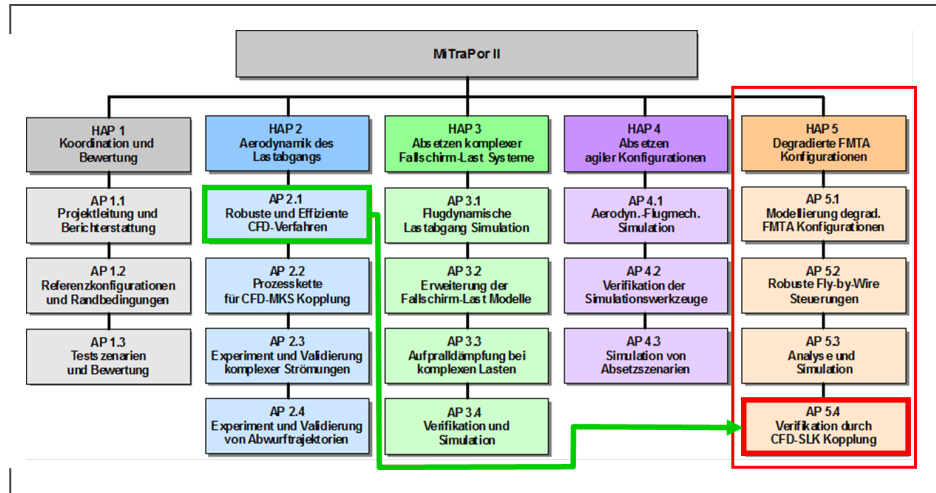 MiTraPor II
HAP 1
Koordination und
Bewertung
HAP 2
Aerodynamik des
Lastabgangs
HAP 3
Absetzen komplexer
Fallschirm-Last Systeme
HAP 4
Absetzen
agiler Konfigurationen
HAP 5
Degradierte FMTA
Konfigurationen
AP 1.1
Projektleitung und
Berichterstattung
AP 2.1
Robuste und Effiziente
CFD-Verfahren
AP 3.1
Flugdynamische
Lastabgang Simulation
AP 4.1
Aerodyn.-Flugmech.
Simulation
AP 5.1
Modellierung degrad.
FMTA Konfigurationen
AP 1.2
Referenzkonfigurationen
und Randbedingungen
AP 2.2
Prozesskette
für CFD-MKS Kopplung
AP 3.2
Erweiterung der
Fallschirm-Last Modelle
AP 4.2
Verifikation der
Simulationswerkzeuge
AP 5.2
Robuste Fly-by-Wire
Steuerungen
AP 1.3
Testszenarien
und Bewertung
AP 2.3
Experiment und Validierung
komplexer Strömungen
AP 3.3
Aufpralldämpfung bei
komplexen Lasten
AP 4.3
Simulation von
Absetzszenarien
AP 5.3
Analyse und
Simulation
AP 2.4
Experiment und Validierung
von Abwurftrajektorien
AP 3.4
Verifikation und
Simulation
AP 5.4
Verifikation durch
CFD-SLK Kopplung